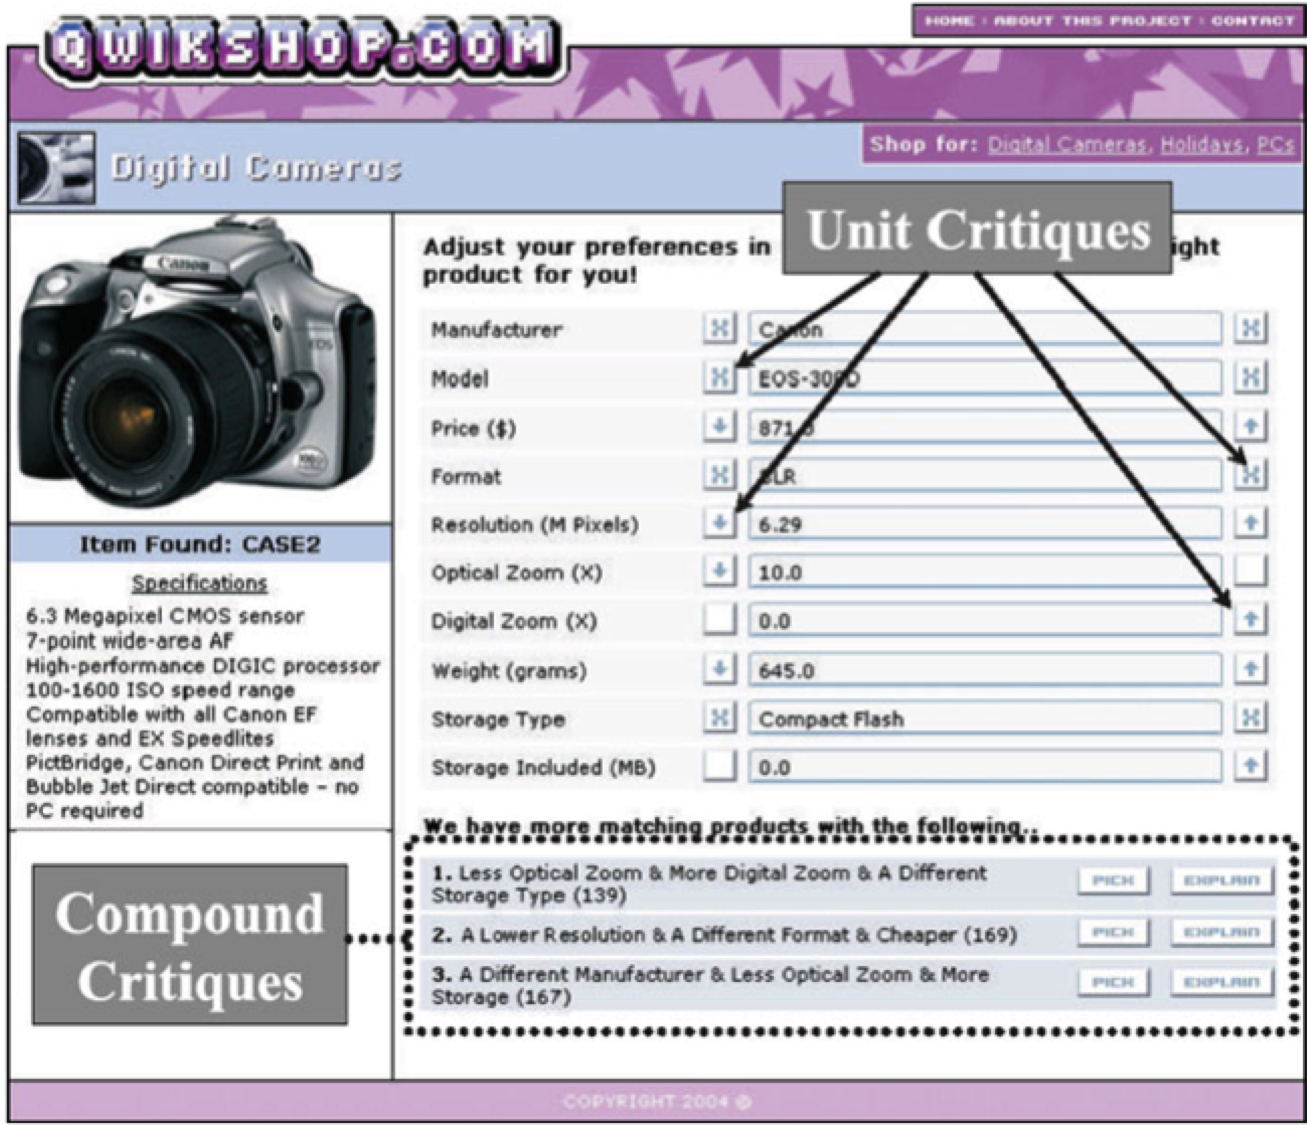 QWIKSHOP.COM
HOME : ABOUT THIS PROJECT : CONTACT
Digital Cameras
Shop for: Digital Cameras, Holidays, PCs
Unit Critiques
Canon
EOS
Item Found: CASE2
Specifications
6.3 Megapixel CMOS sensor
7-point wide-area AF
High-performance DIGIC processor
100-1600 ISO speed range
Compatible with all Canon EF
lenses and EX Speedlites
PictBridge, Canon Direct Print and
Bubble Jet Direct compatible – no
PC required
Compound
Critiques
Adjust your preferences in ight
product for you!
Manufacturer Canon
Model EOS-300D
Price ($) 871.0
Format SLR
Resolution (M Pixels) 6.29
Optical Zoom (X) 10.0
Digital Zoom (X) 0.0
Weight (grams) 645.0
Storage Type Compact Flash
Storage Included (MB) 0.0
We have more matching products with the following..
1. Less Optical Zoom & More Digital Zoom & A Different
Storage Type (139) PICK EXPLAIN
2. A Lower Resolution & A Different Format & Cheaper (169) PICK EXPLAIN
3. A Different Manufacturer & Less Optical Zoom & More
Storage (167) PICK EXPLAIN
COPYRIGHT 2004 ©